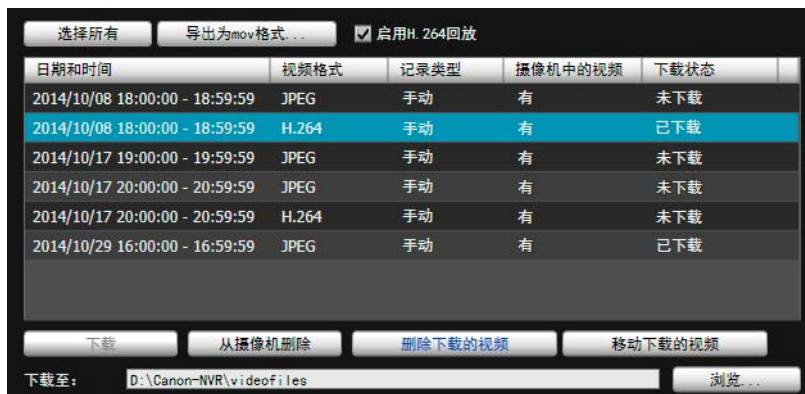 选择所有 导出为mov格式... 启用H.264回放
日期和时间 视频格式 记录类型 摄像机中的视频 下载状态
2014/10/08 18:00:00 - 18:59:59 JPEG 手动 有 未下载
2014/10/08 18:00:00 - 18:59:59 H.264 手动 有 已下载
2014/10/17 19:00:00 - 19:59:59 JPEG 手动 有 未下载
2014/10/17 20:00:00 - 20:59:59 JPEG 手动 有 未下载
2014/10/17 20:00:00 - 20:59:59 H.264 手动 有 未下载
2014/10/29 16:00:00 - 16:59:59 JPEG 手动 有 已下载
下载 从摄像机删除 删除下载的视频 移动下载的视频
下载至： D:\Canon-NVR\videofiles 浏览...